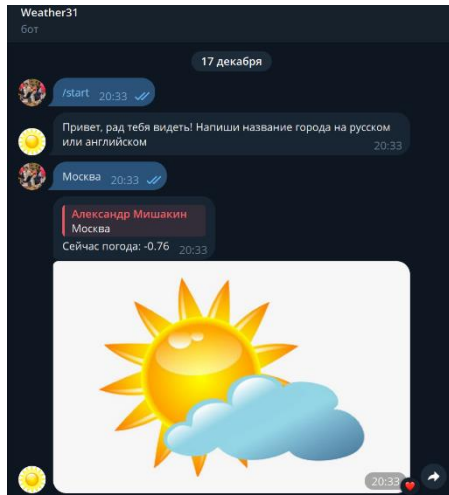 Weather31
бот
17 декабря
/start 20:33
Привет, рад тебя видеть! Напиши название города на русском
или английском 20:33
Москва 20:33
Александр Мишакин
Москва
Сейчас погода: -0.76 20:33
20:33